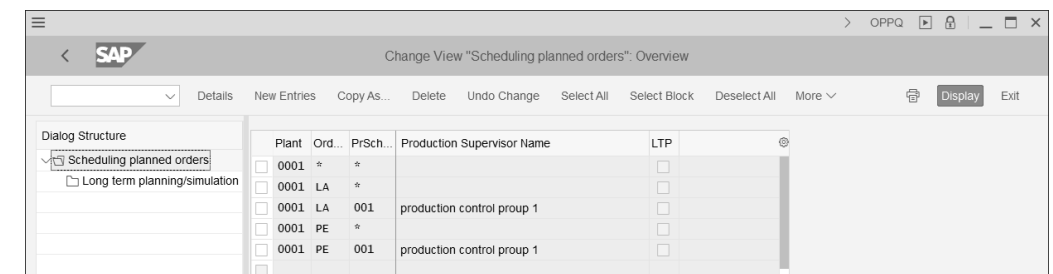 OPPQ
SAP Change View "Scheduling planned orders": Overview
Details New Entries Copy As... Delete Undo Change Select All Select Block Deselect All More Display Exit
Dialog Structure
Scheduling planned orders
Long term planning/simulation
Plant Ord... PrSch... Production Supervisor Name LTP
0001 * *
0001 LA *
0001 LA 001 production control proup 1
0001 PE *
0001 PE 001 production control proup 1